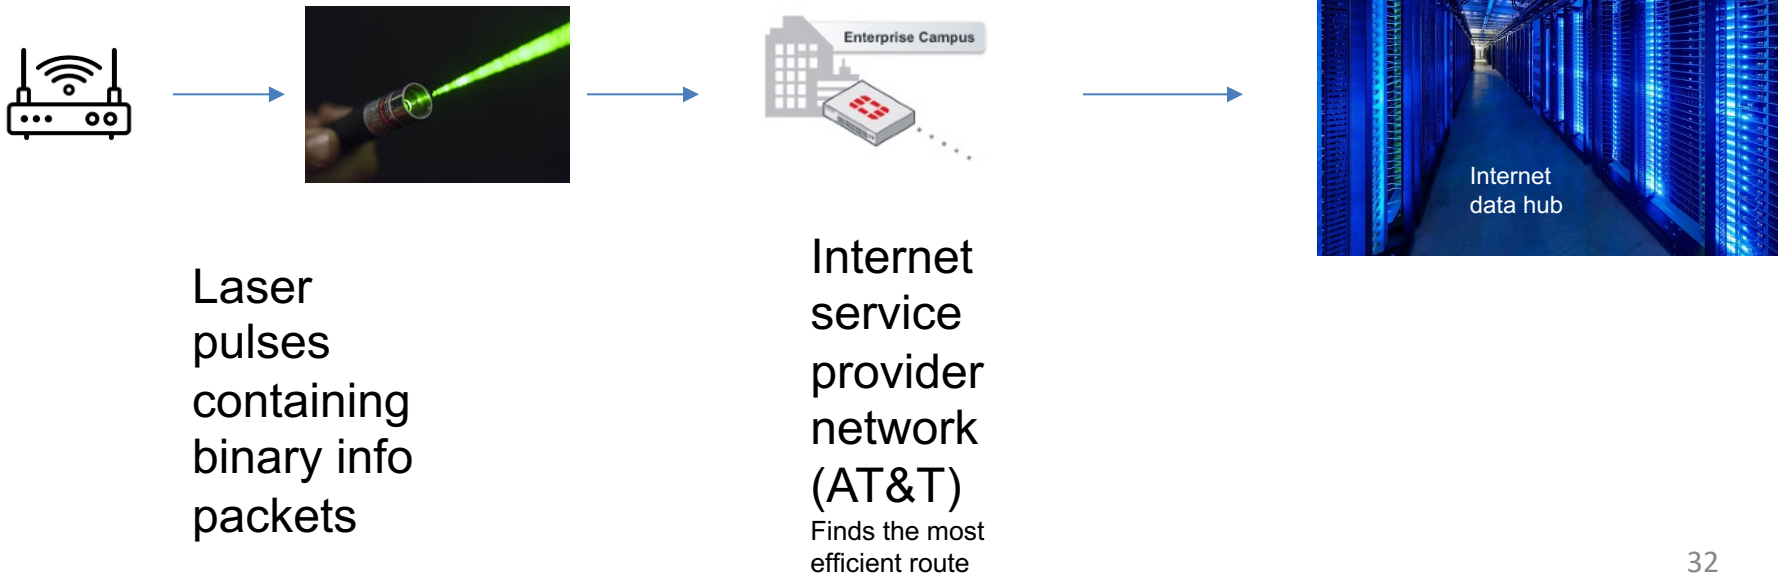 Enterprise Campus
Internet
data hub
Laser
pulses
containing
binary info
packets
Internet
service
provider
network
(AT&T)
Finds the most
efficient route
32